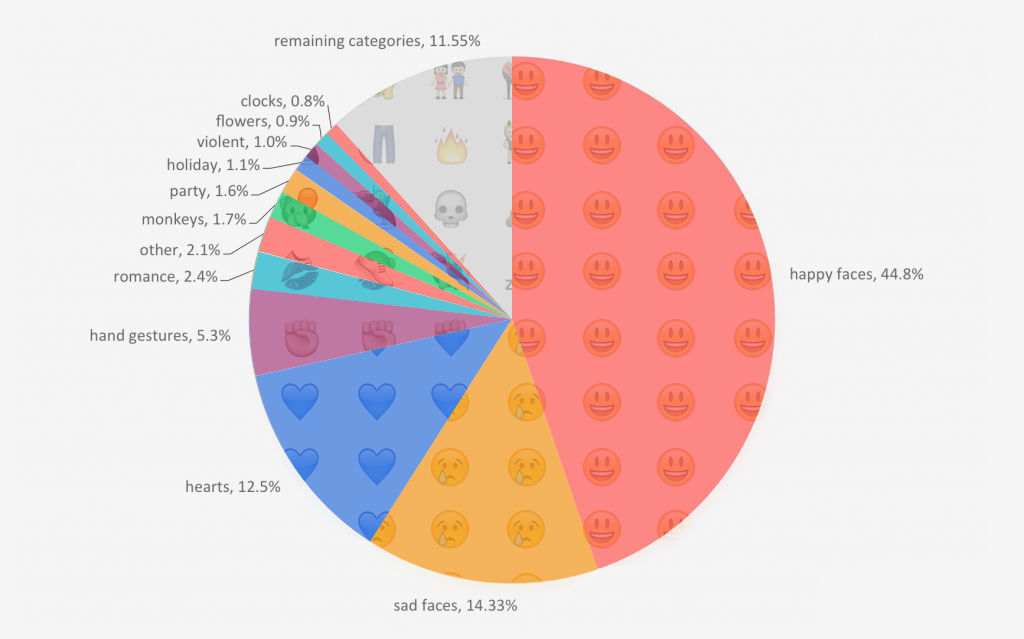 remaining categories, 11.55%
clocks, 0.8%
flowers, 0.9%
violent, 1.0%
holiday, 1.1%
party, 1.6%
monkeys, 1.7%
other, 2.1%
romance, 2.4%
happy faces, 44.8%
hand gestures, 5.3%
hearts, 12.5%
sad faces, 14.33%